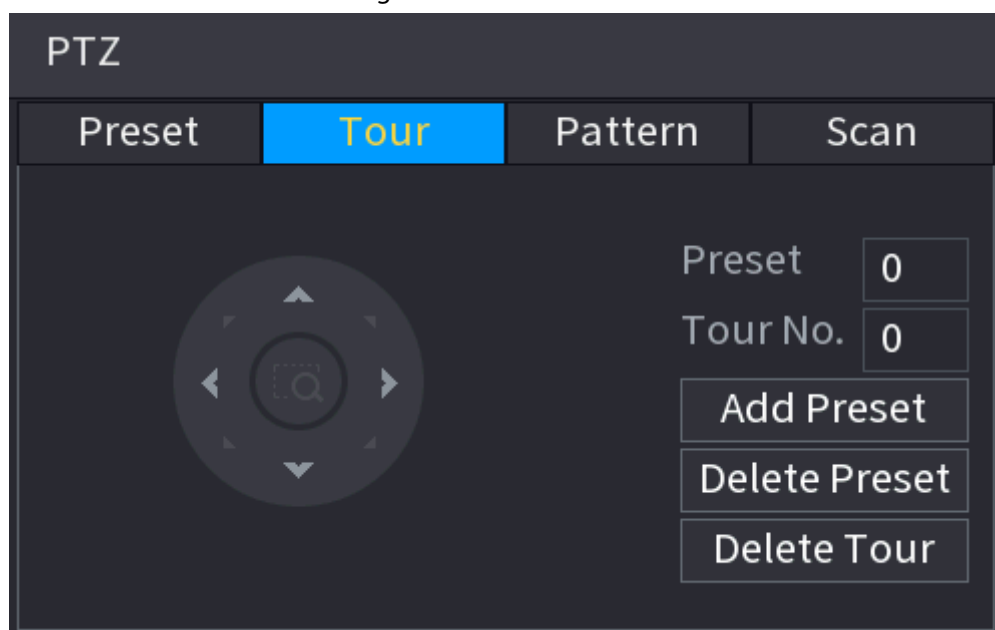 PTZ
Preset Tour Pattern Scan
Preset 0
Tour No. 0
Add Preset
Delete Preset
Delete Tour